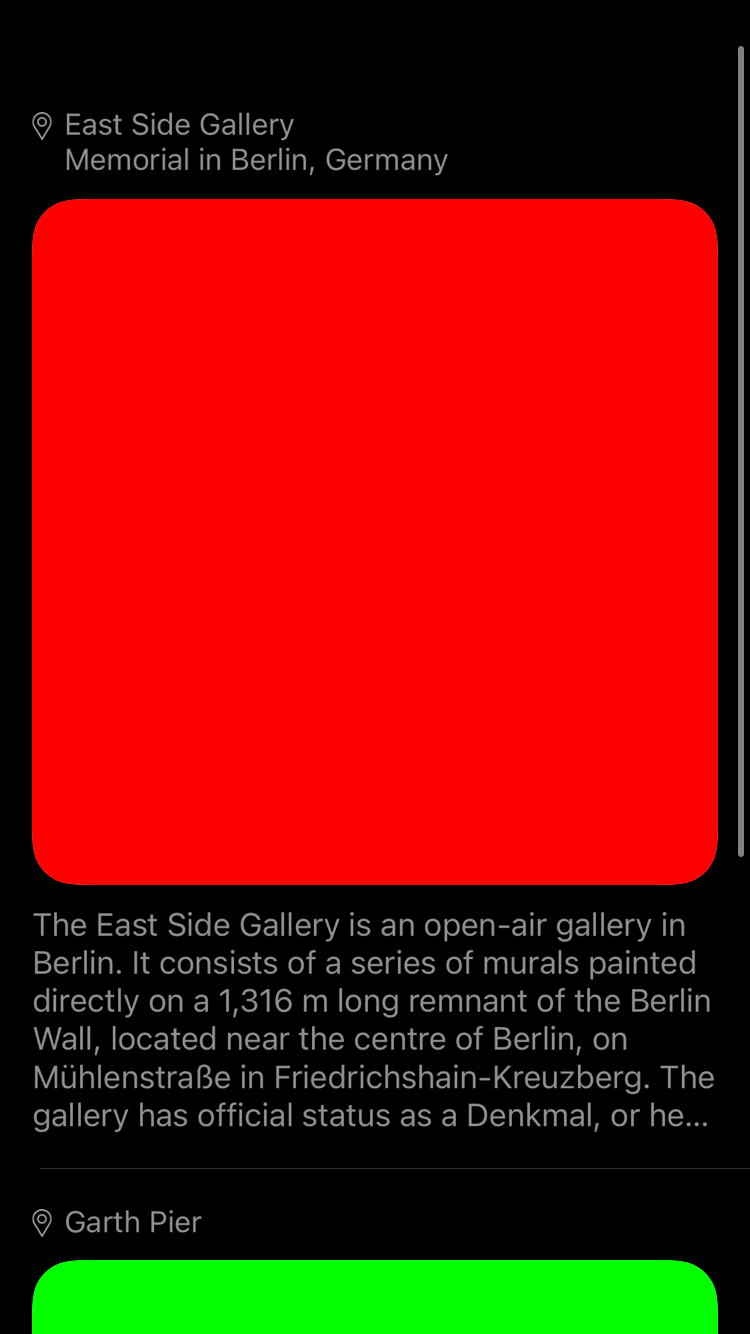 East Side Gallery
Memorial in Berlin, Germany
The East Side Gallery is an open-air gallery in
Berlin. It consists of a series of murals painted
directly on a 1,316 m long remnant of the Berlin
Wall, located near the centre of Berlin, on
Mühlenstraße in Friedrichshain-Kreuzberg. The
gallery has official status as a Denkmal, or he...
Garth Pier